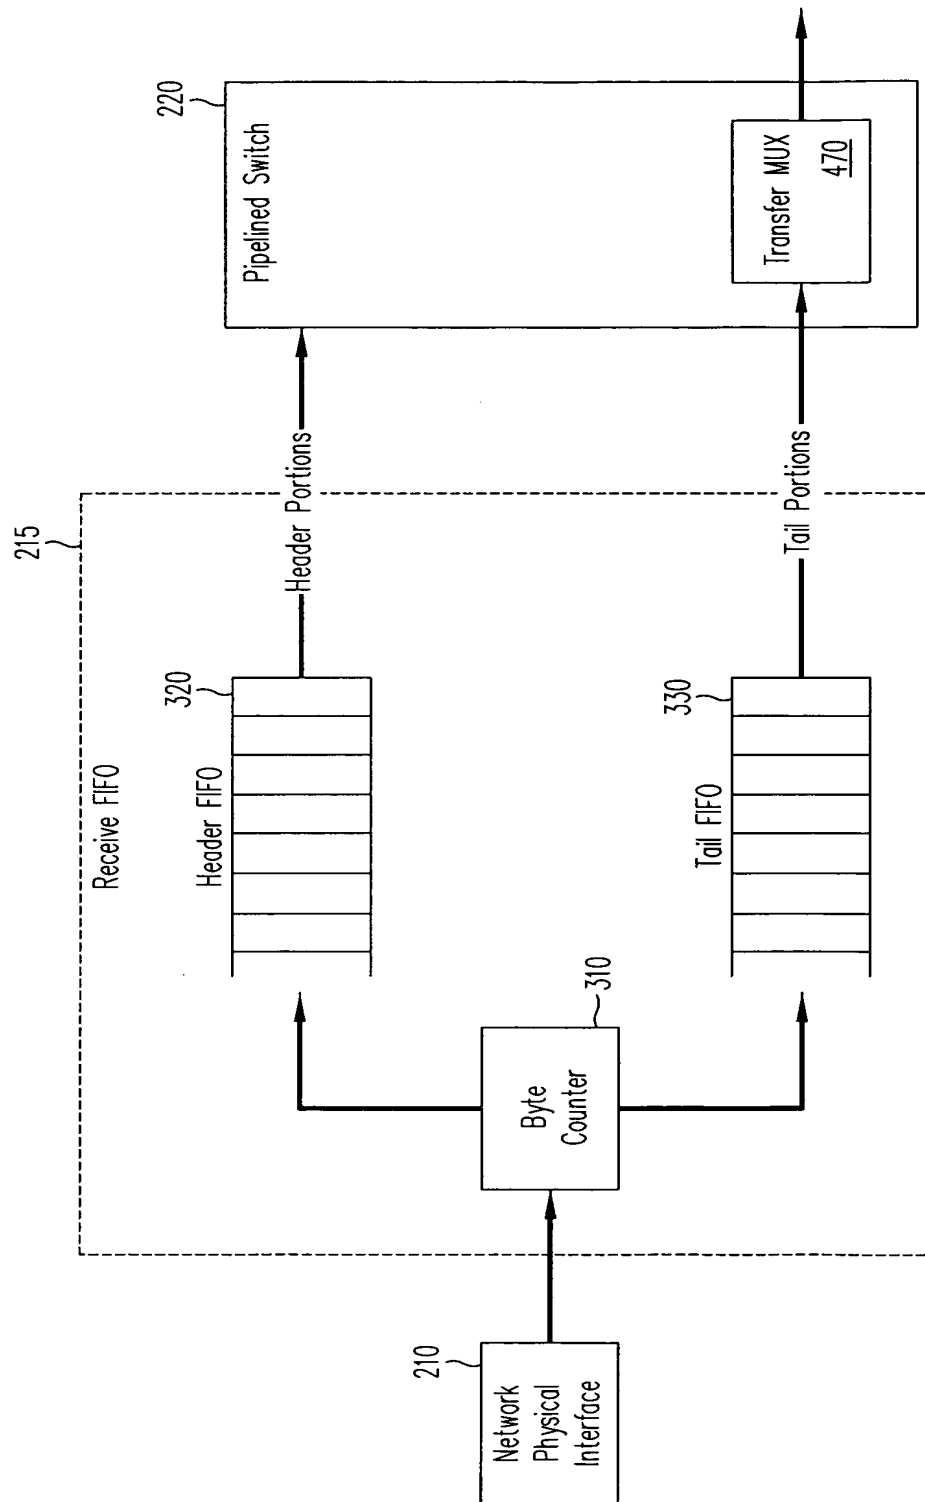 215
Receive FIFO
220
Pipelined Switch
Header FIFO
320
Header Portions
210
Network
Physical
Interface
Byte
Counter
310
Tail FIFO
330
Tail Portions
Transfer MUX
470